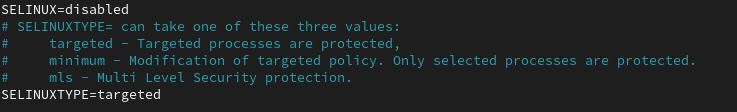 SELINUX=disabled
# SELINUXTYPE= can take one of these three values:
#     targeted - Targeted processes are protected,
#     minimum - Modification of targeted policy. Only selected processes are protected.
#     mls - Multi Level Security protection.
SELINUXTYPE=targeted